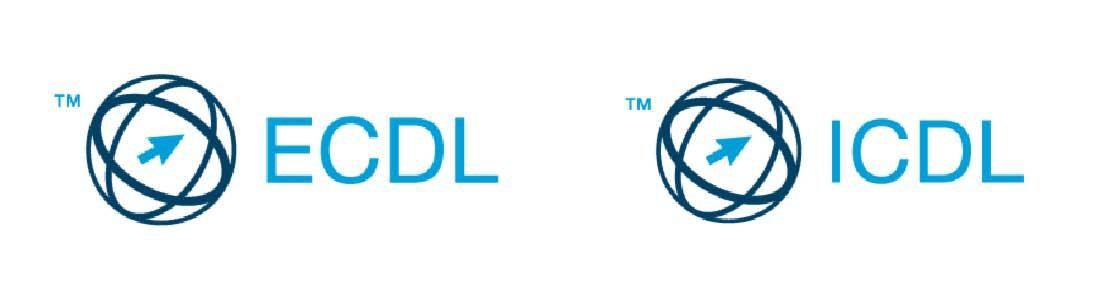 ™ ECDL
™ ICDL